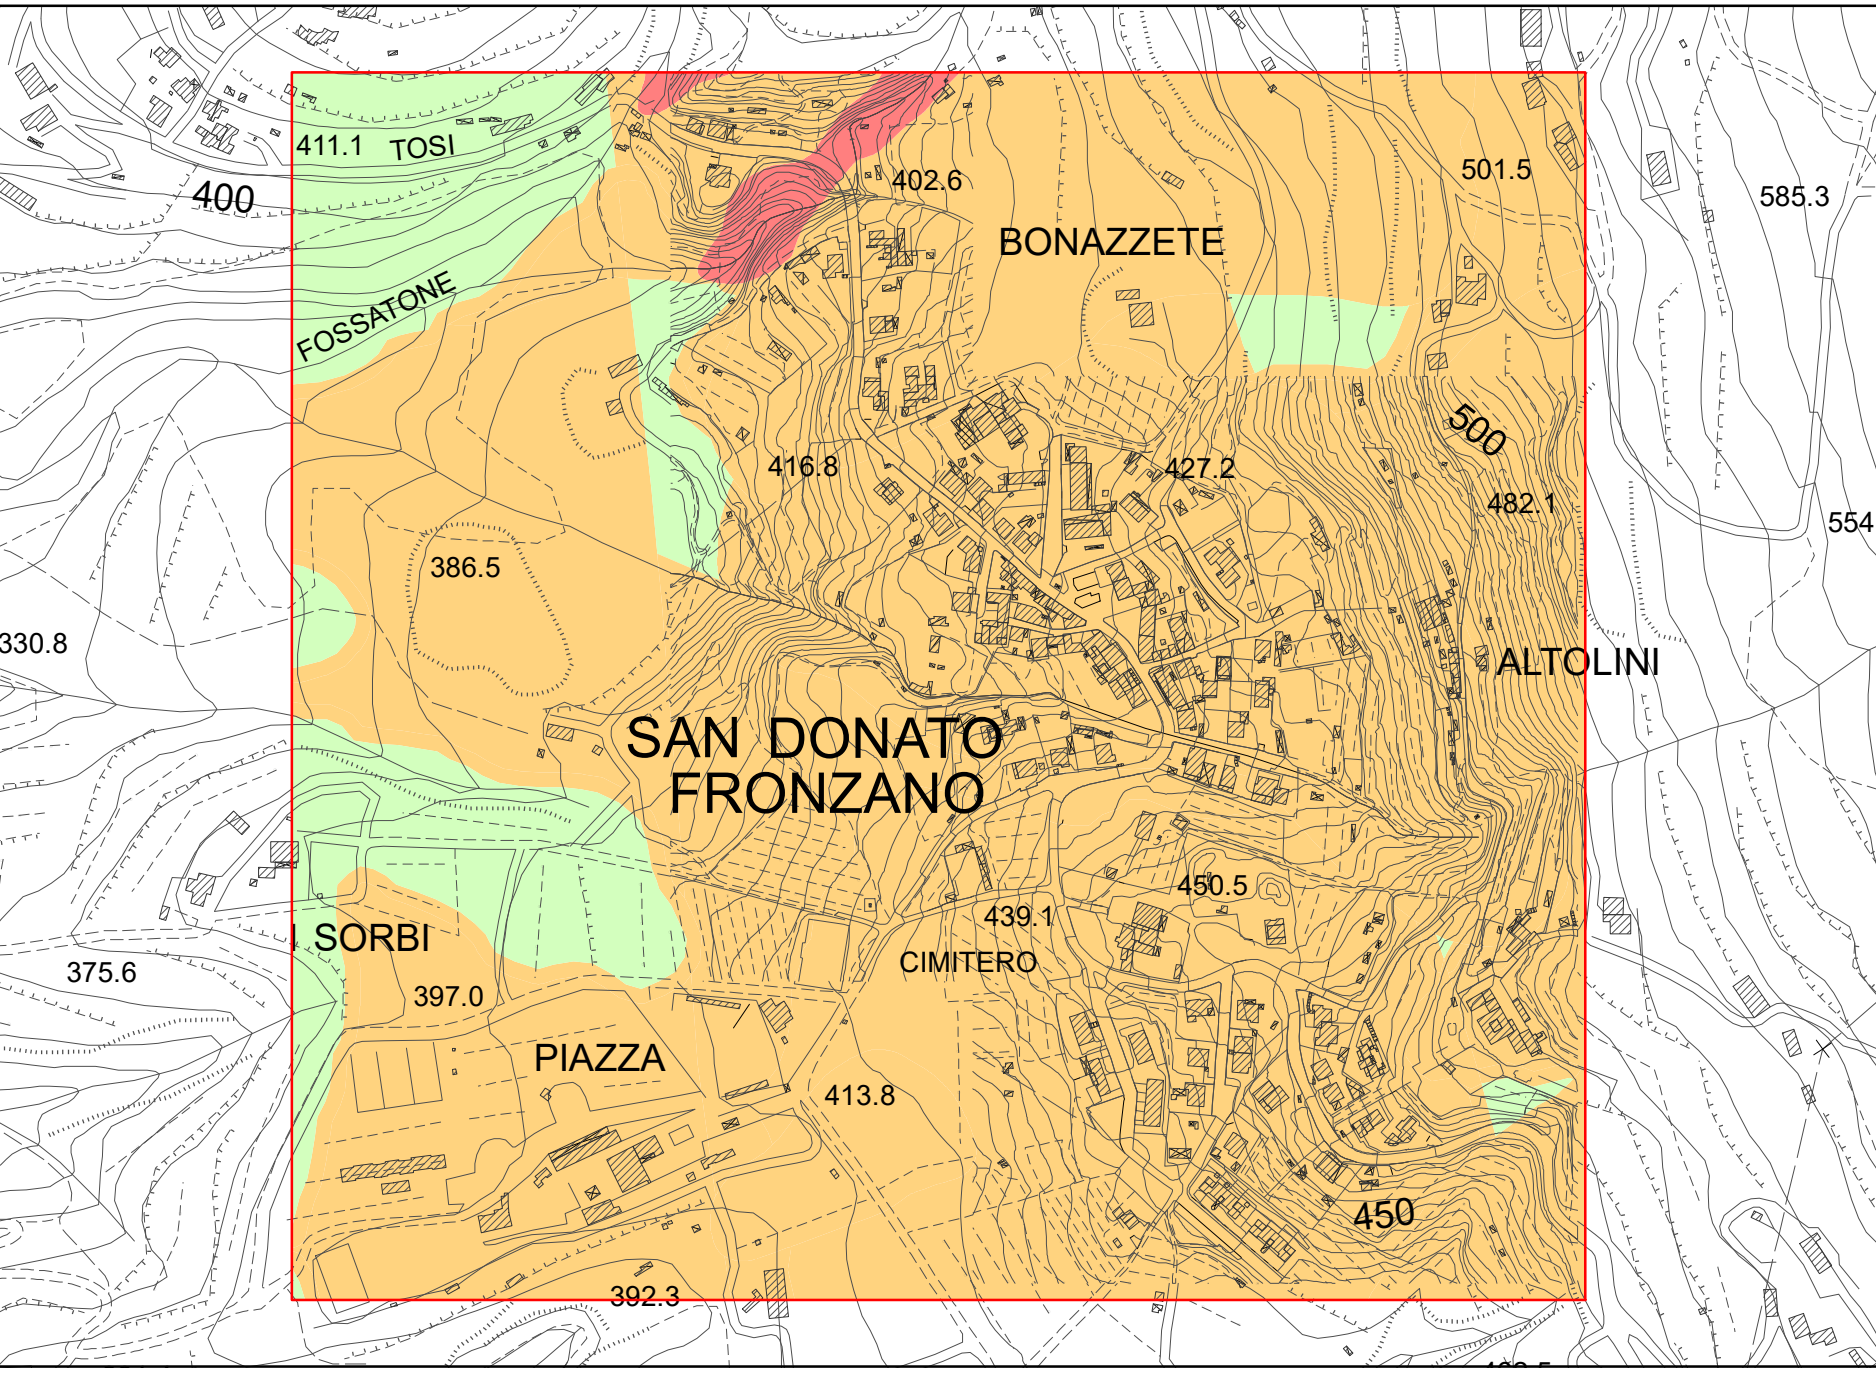 411.1 TOSI
400
402.6
501.5
585.3
BONAZZETE
FOSSATONE
500
416.8
427.2
482.1
554
386.5
330.8
ALTOLINI
SAN DONATO
FRONZANO
450.5
439.1
I SORBI
CIMITERO
375.6
397.0
PIAZZA
413.8
450
392.3